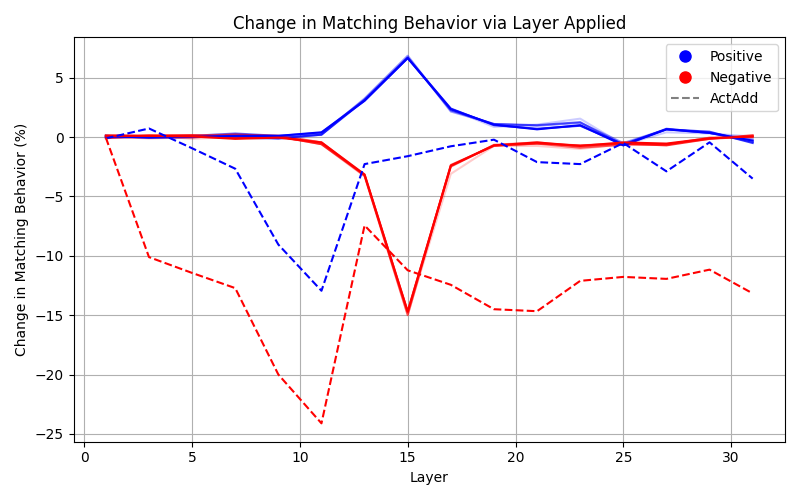 Change in Matching Behavior via Layer Applied
Positive
Negative
ActAdd
Change in Matching Behavior (%)
5
0
−5
−10
−15
−20
−25
0 5 10 15 20 25 30
Layer